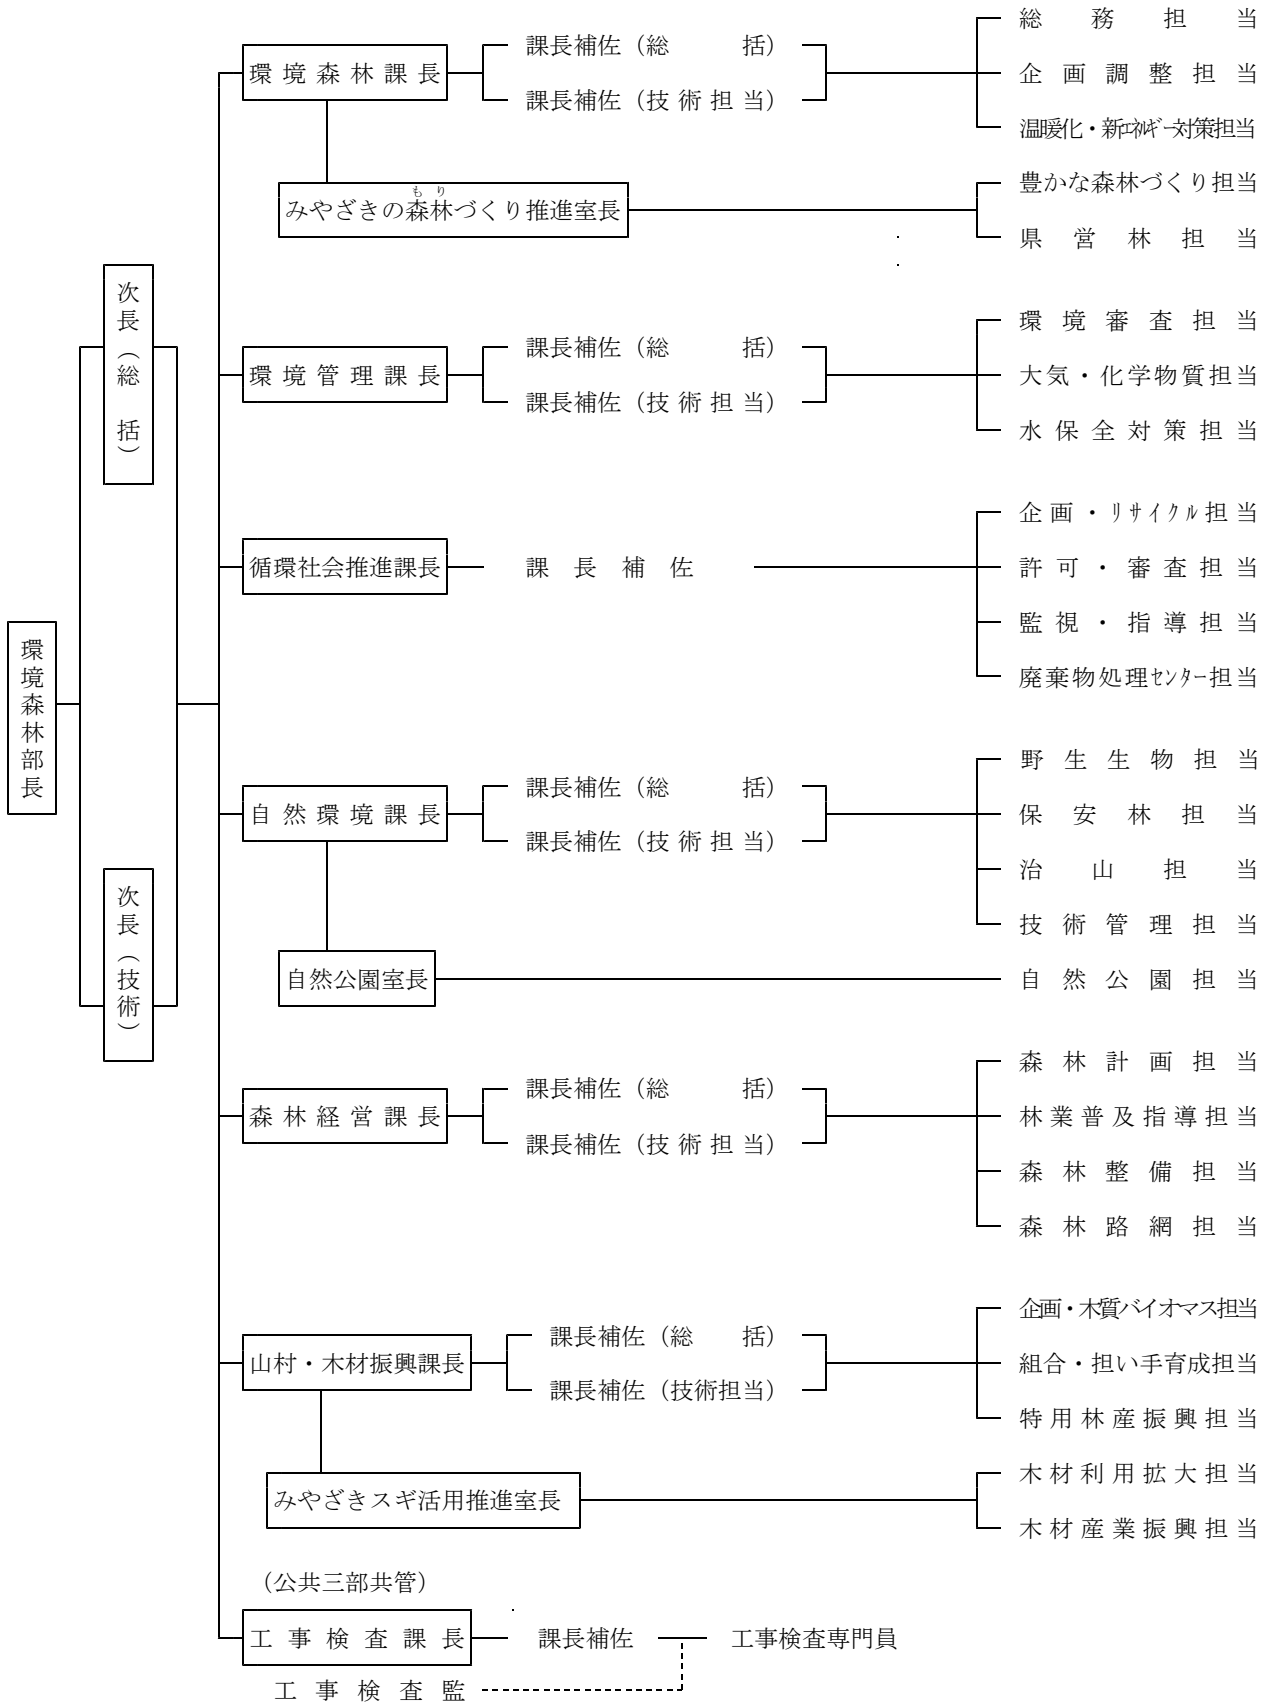 環境森林部長
次長（総　括）
次長（技術）
環境森林課長
課長補佐（総　　括）
課長補佐（技術担当）
総務担当
企画調整担当
温暖化・新エネルギー対策担当
もり
みやざきの森林づくり推進室長
豊かな森林づくり担当
県営林担当
環境管理課長
課長補佐（総　　括）
課長補佐（技術担当）
環境審査担当
大気・化学物質担当
水保全対策担当
循環社会推進課長
課長補佐
企画・ﾘｻｲｸﾙ担当
許可・審査担当
監視・指導担当
廃棄物処理ｾﾝﾀｰ担当
自然環境課長
課長補佐（総　　括）
課長補佐（技術担当）
野生生物担当
保安林担当
治山担当
技術管理担当
自然公園室長
自然公園担当
森林経営課長
課長補佐（総　　括）
課長補佐（技術担当）
森林計画担当
林業普及指導担当
森林整備担当
森林路網担当
山村・木材振興課長
課長補佐（総　　括）
課長補佐（技術担当）
企画・木質バイオマス担当
組合・担い手育成担当
特用林産振興担当
みやざきスギ活用推進室長
木材利用拡大担当
木材産業振興担当
（公共三部共管）
工事検査課長
課長補佐
工事検査専門員
工事検査監